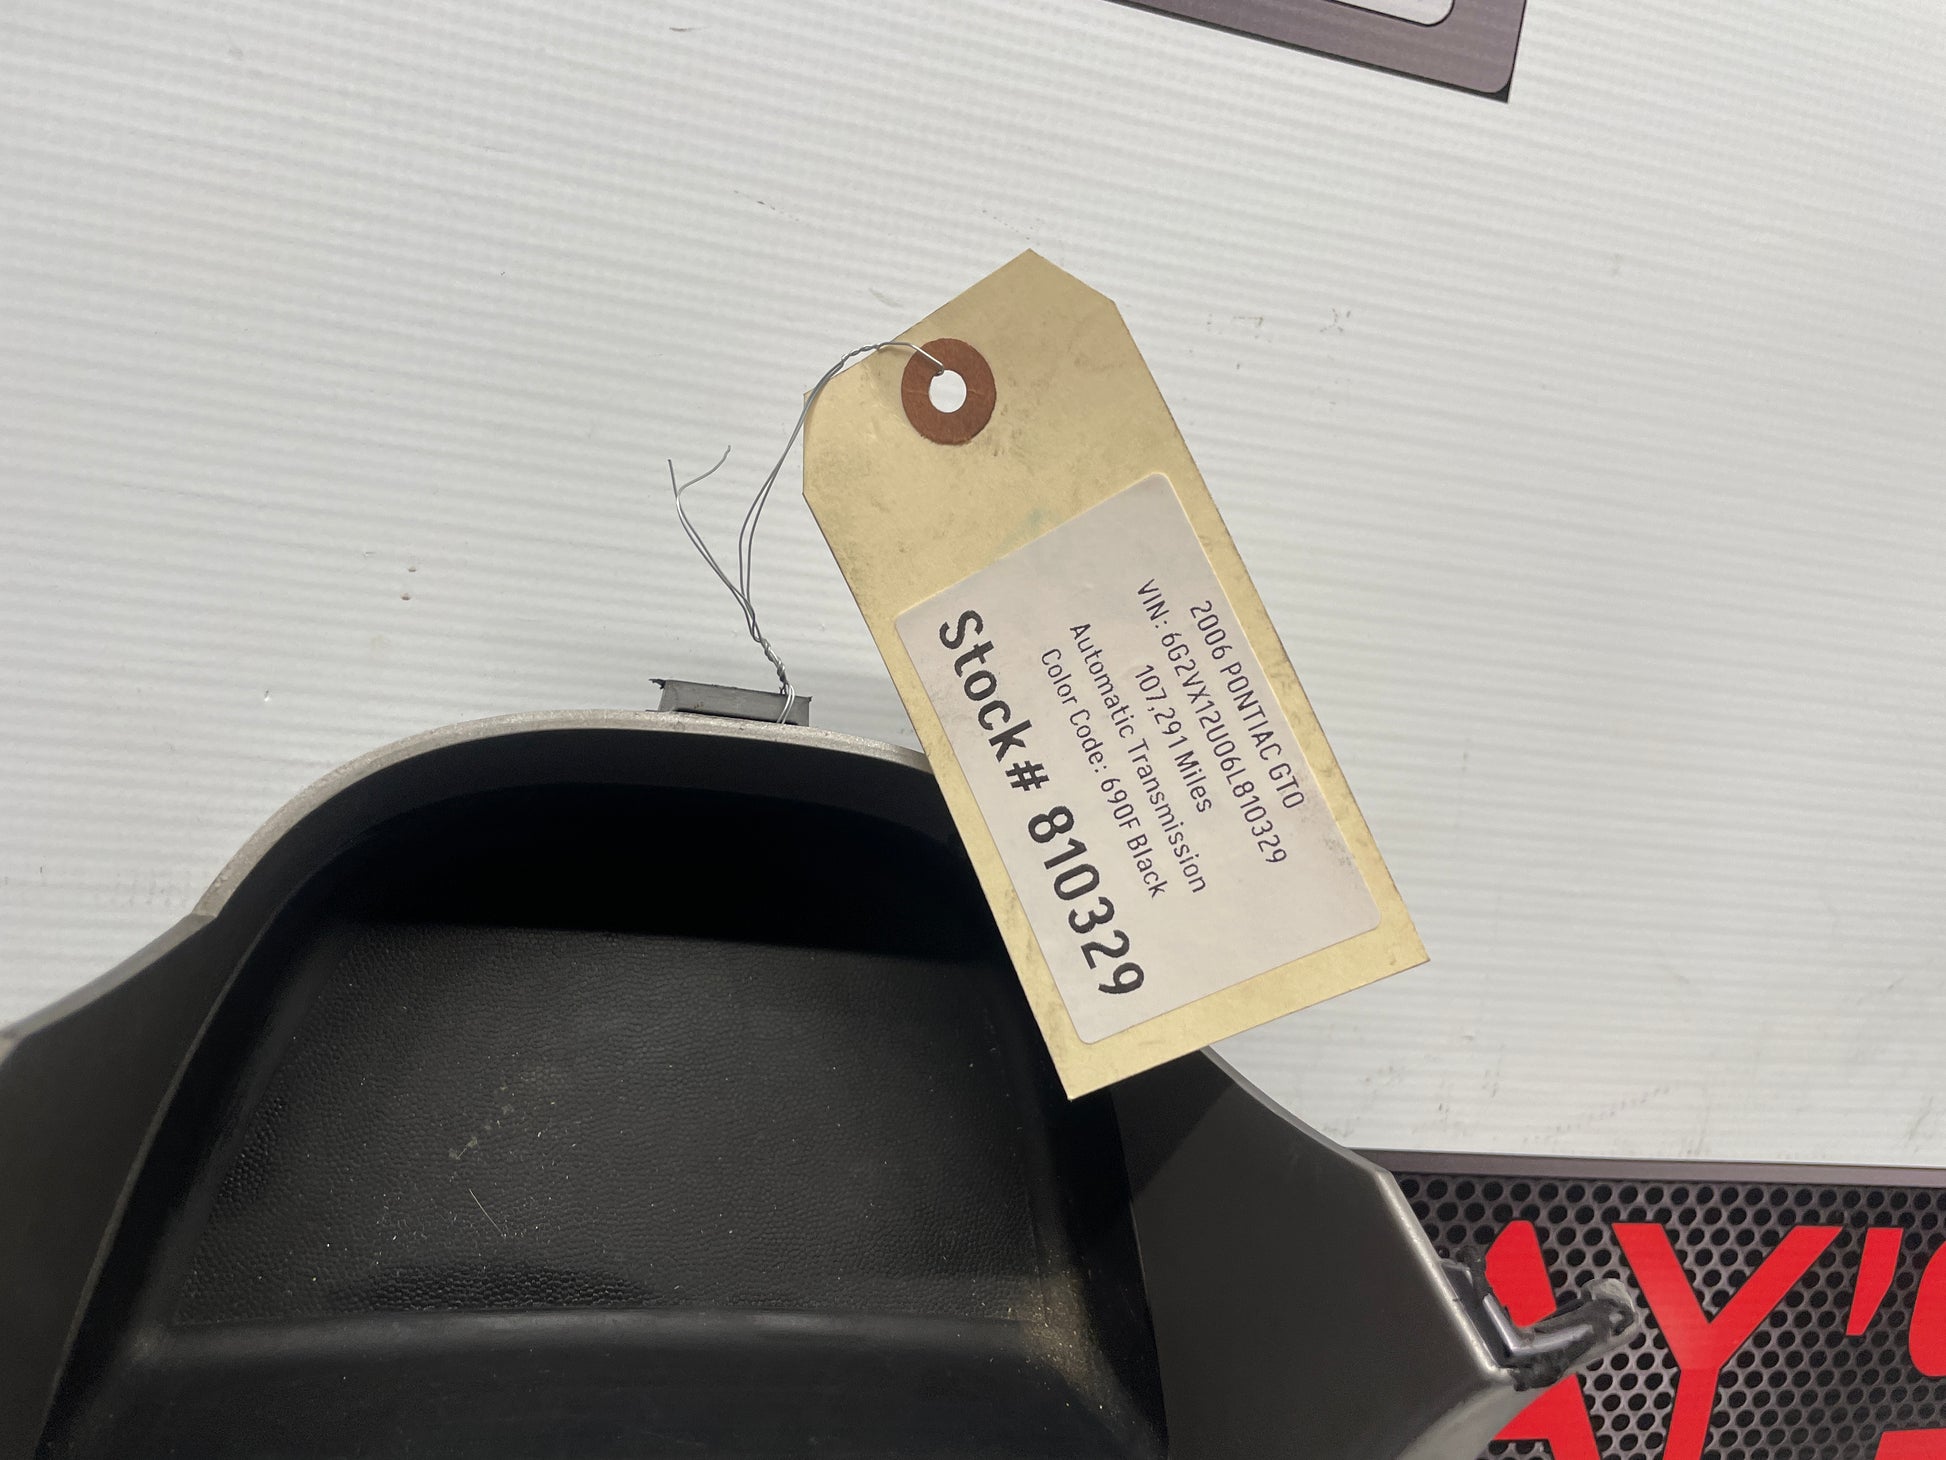 2006 PONTIAC GTO
VIN: 6G2VX12U06L810329
107,291 Miles
Automatic Transmission
Color Code: 690F Black
Stock# 810329
AY'S